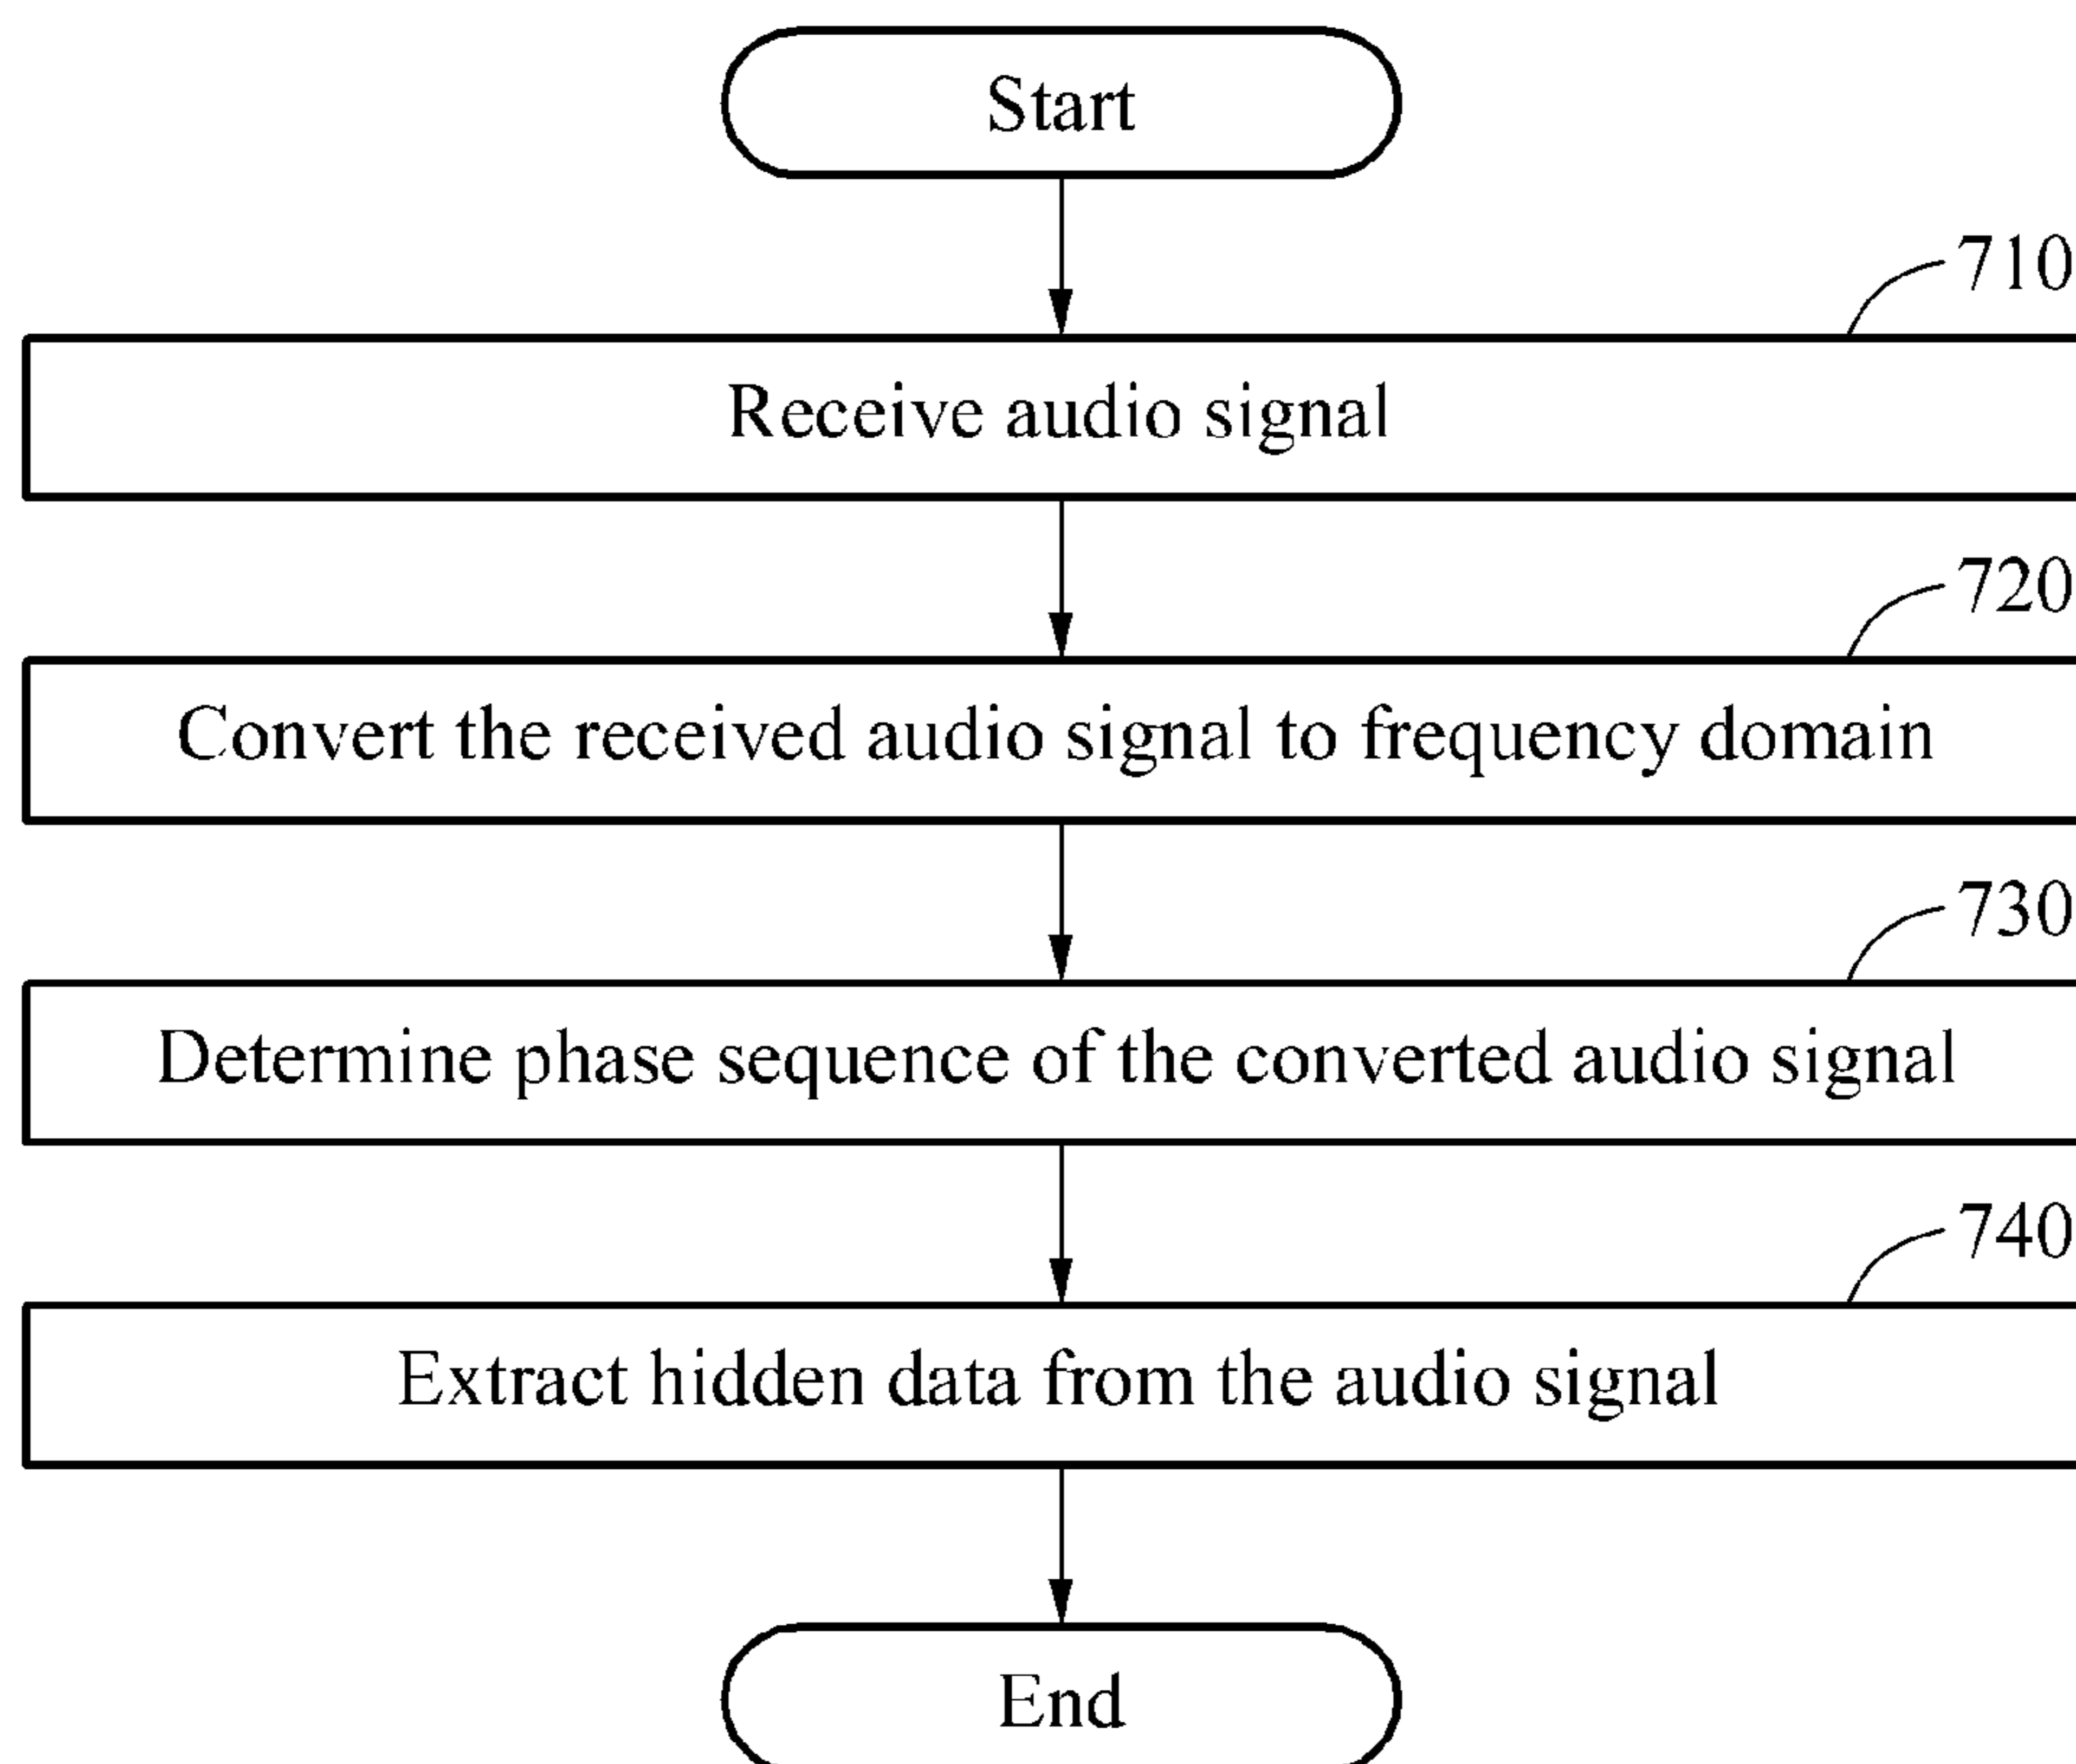 Start
710
Receive audio signal
720
Convert the received audio signal to frequency domain
730
Determine phase sequence of the converted audio signal
740
Extract hidden data from the audio signal
End